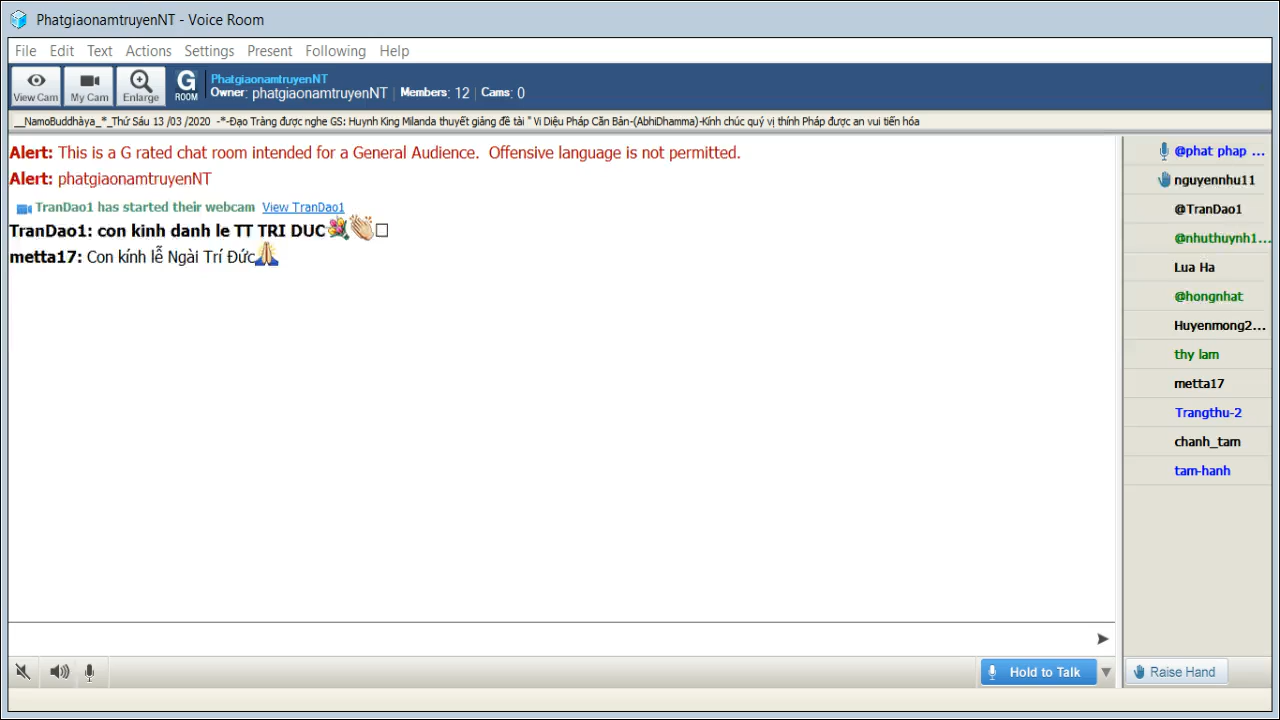 PhatgiaonamtruyenNT - Voice Room
File Edit Text Actions Settings Present Following Help
View Cam My Cam Enlarge G ROOM PhatgiaonamtruyenNT
Owner: phatgiaonamtruyenNT | Members: 12 | Cams: 0
__NamoBuddhàya_*_Thứ Sáu 13 /03 /2020 -*-Đạo Tràng được nghe GS: Huynh King Milanda thuyết giảng đề tài " Vi Diệu Pháp Căn Bản-(AbhiDhamma)-Kính chúc quý vị thính Pháp được an vui tiến hóa
Alert: This is a G rated chat room intended for a General Audience. Offensive language is not permitted.
Alert: phatgiaonamtruyenNT
TranDao1 has started their webcam View TranDao1
TranDao1: con kinh danh le TT TRI DUC
metta17: Con kính lễ Ngài Trí Đức
@phat phap ...
nguyennhu11
@TranDao1
@nhuthuynh1...
Lua Ha
@hongnhat
Huyenmong2...
thy lam
metta17
Trangthu-2
chanh_tam
tam-hanh
Hold to Talk
Raise Hand